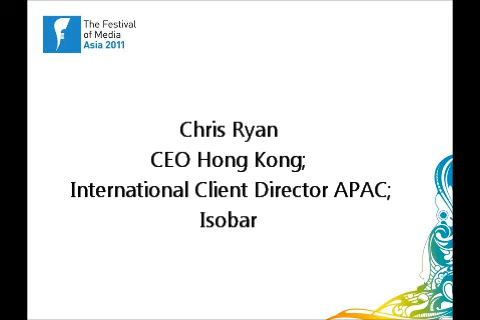 The Festival
of Media
Asia 2011
Chris Ryan
CEO Hong Kong;
International Client Director APAC;
Isobar